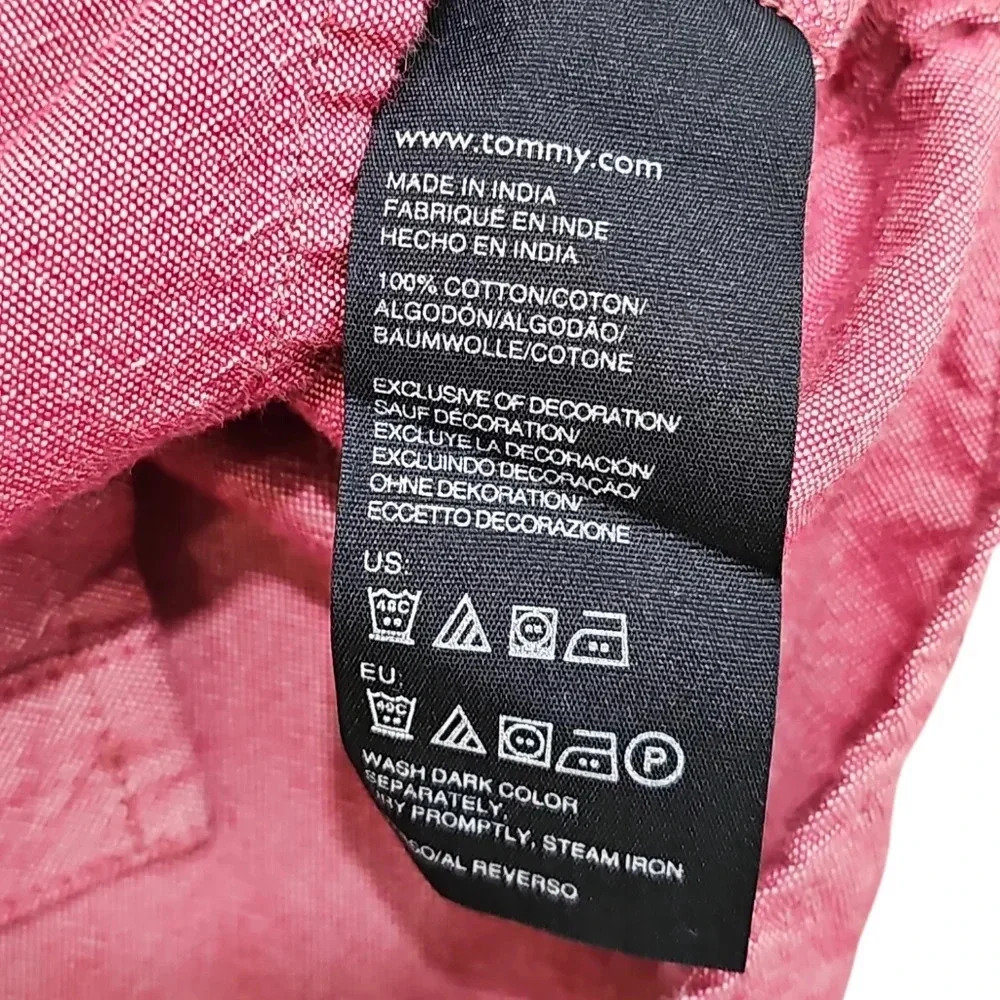 www.tommy.com
MADE IN INDIA
FABRIQUÉ EN INDE
HECHO EN INDIA
100% COTTON/COTON/
ALGODÓN/ALGODÃO/
BAUMWOLLE/COTONE
EXCLUSIVE OF DECORATION/
SAUF DÉCORATION/
EXCLUYE LA DECORACIÓN/
EXCLUINDO DECORAÇAO/
OHNE DEKORATION/
ECCETTO DECORAZIONE
US:
40C
EU
40C
P
WASH DARK COLOR
SEPARATELY,
PROMPTLY, STEAM IRON
/AL REVERSO